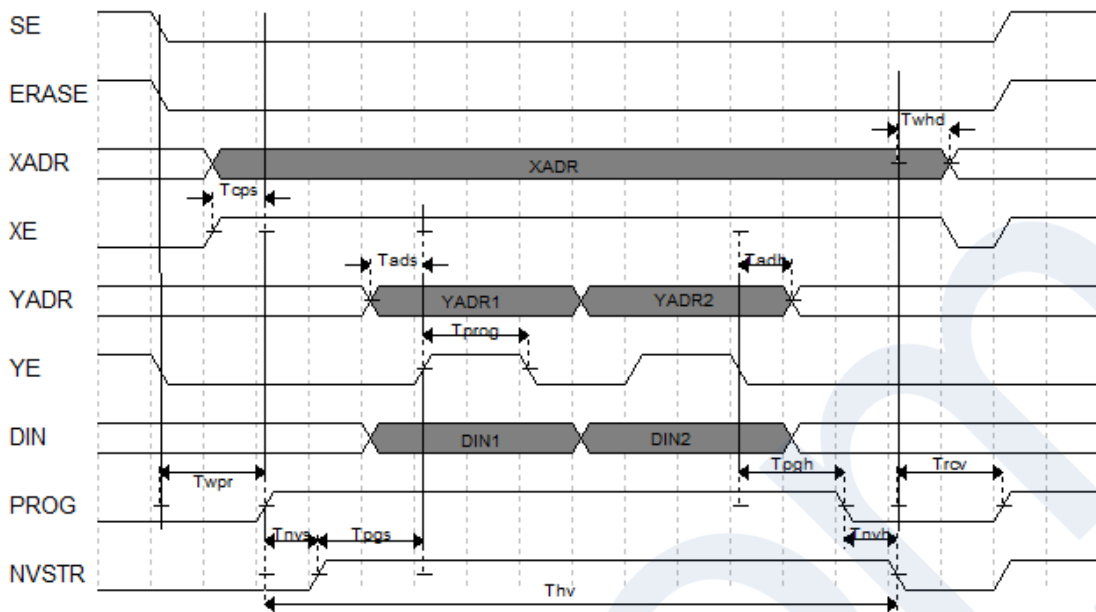 SE
ERASE
Twhd
XADR
XADR
Tcps
XE
Tads
Tadh
YADR
YADR1
YADR2
Tprog
YE
DIN
DIN1
DIN2
Twpr
Tpgh
Trcv
PROG
Tnvs
Tpgs
Tnvh
NVSTR
Thv